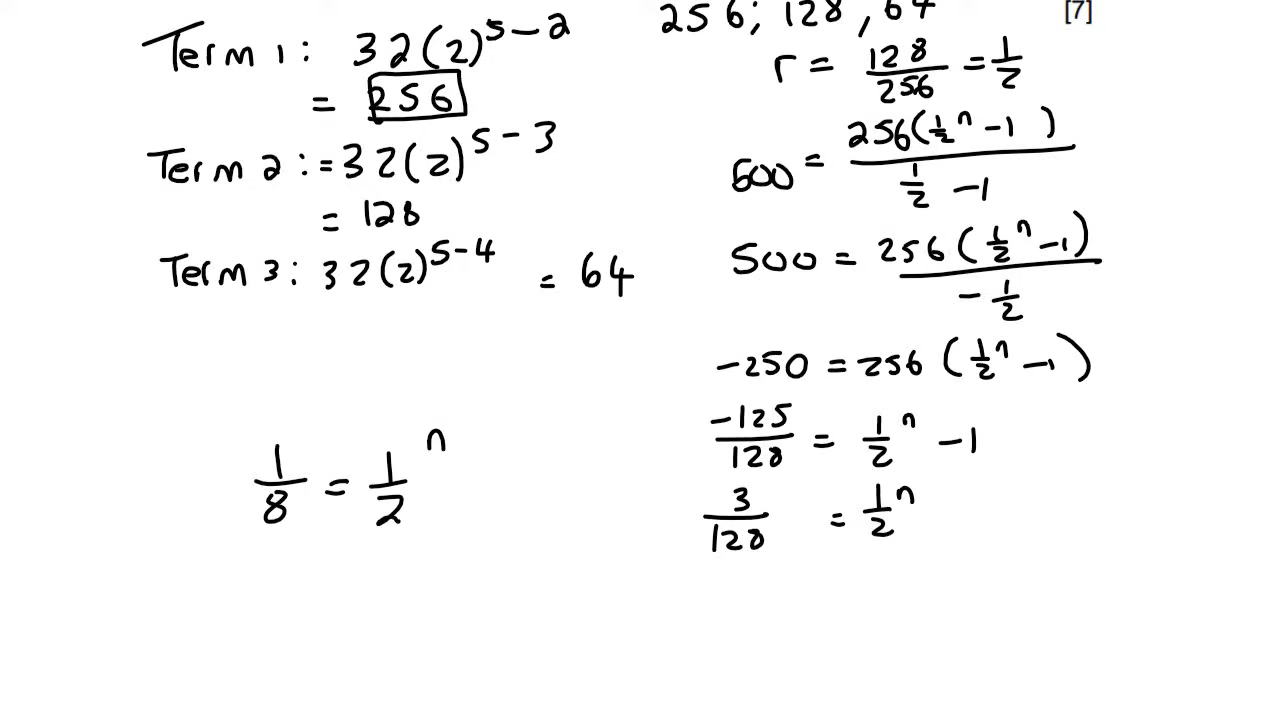 256; 128, 64 [7]
Term 1: 32(2)^5-2
= 256
Term 2: = 32(2)^5-3
= 128
Term 3: 32(2)^5-4 = 64
r = 128/256 = 1/2
500 = 256(1/2^n - 1)/(1/2 - 1)
500 = 256(1/2^n - 1)/(-1/2)
-250 = 256(1/2^n - 1)
-125/128 = 1/2^n - 1
3/128 = 1/2^n
1/8 = 1/2^n